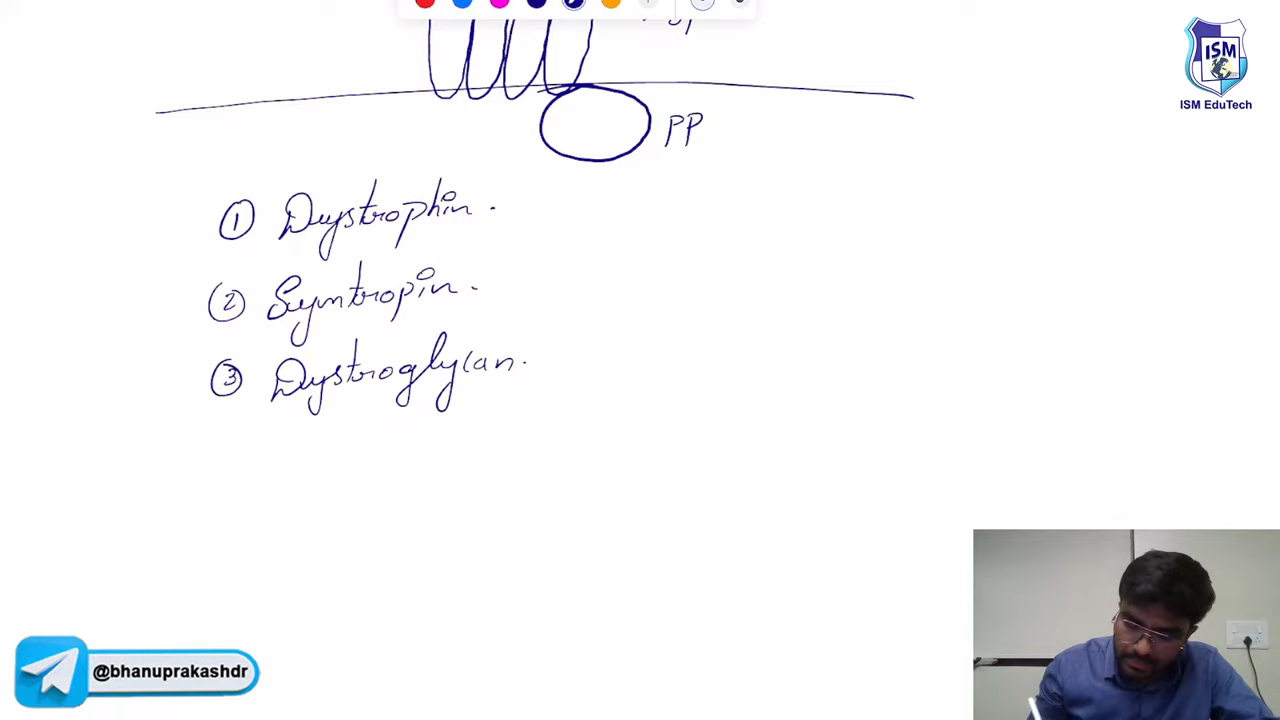 ISM
ISM EduTech
PP
① Dystrophin.
② Syntropin.
③ Dystroglycan.
@bhanuprakashdr